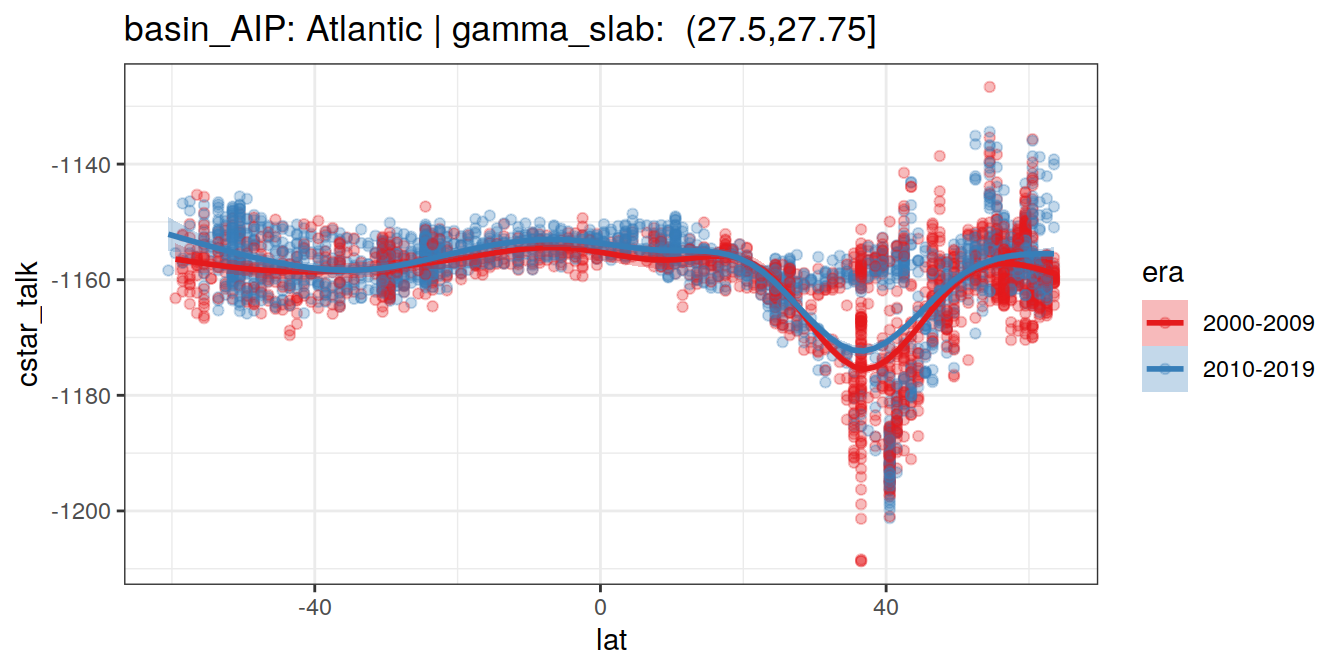 basin_AIP: Atlantic | gamma_slab:  (27.5,27.75]
cstar_talk
-1140
-1160
-1180
-1200
-40
0
40
lat
era
2000-2009
2010-2019